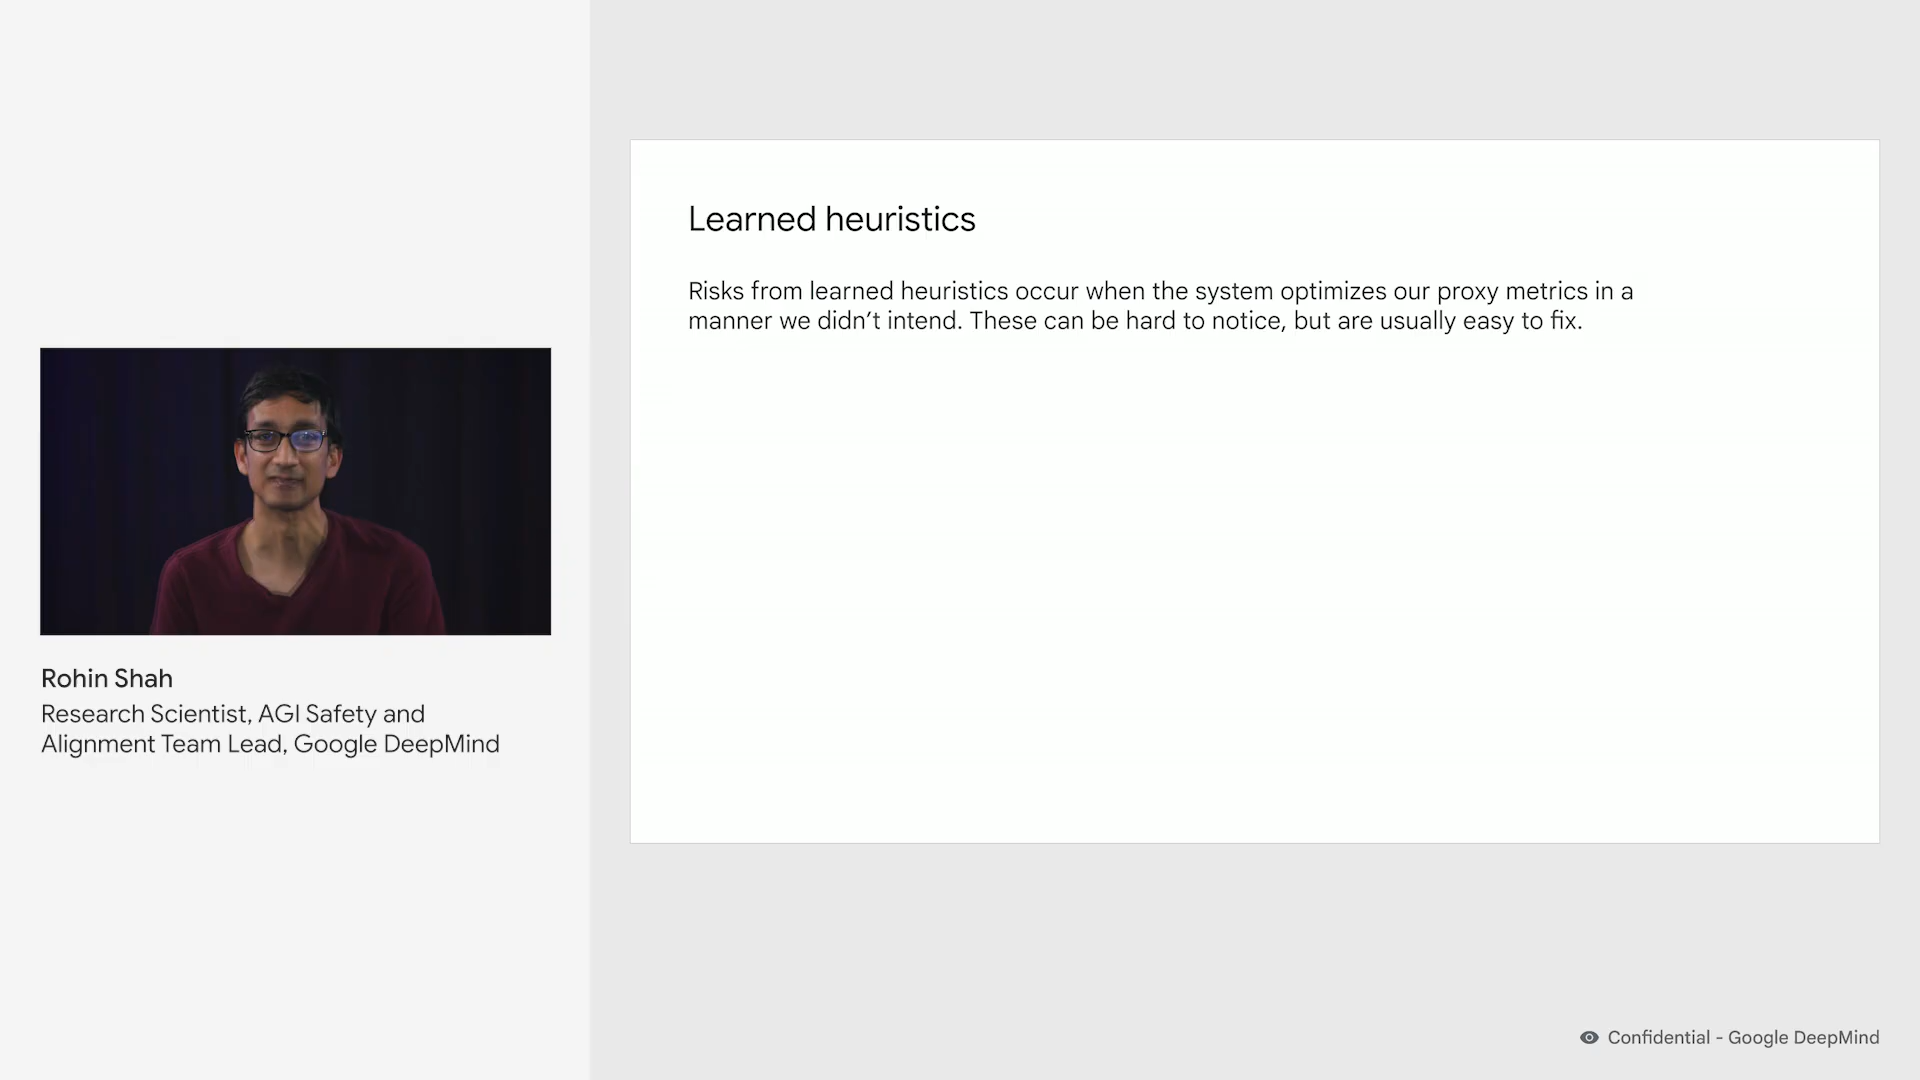 Learned heuristics
Risks from learned heuristics occur when the system optimizes our proxy metrics in a
manner we didn’t intend. These can be hard to notice, but are usually easy to fix.
Rohin Shah
Research Scientist, AGI Safety and
Alignment Team Lead, Google DeepMind
Confidential - Google DeepMind